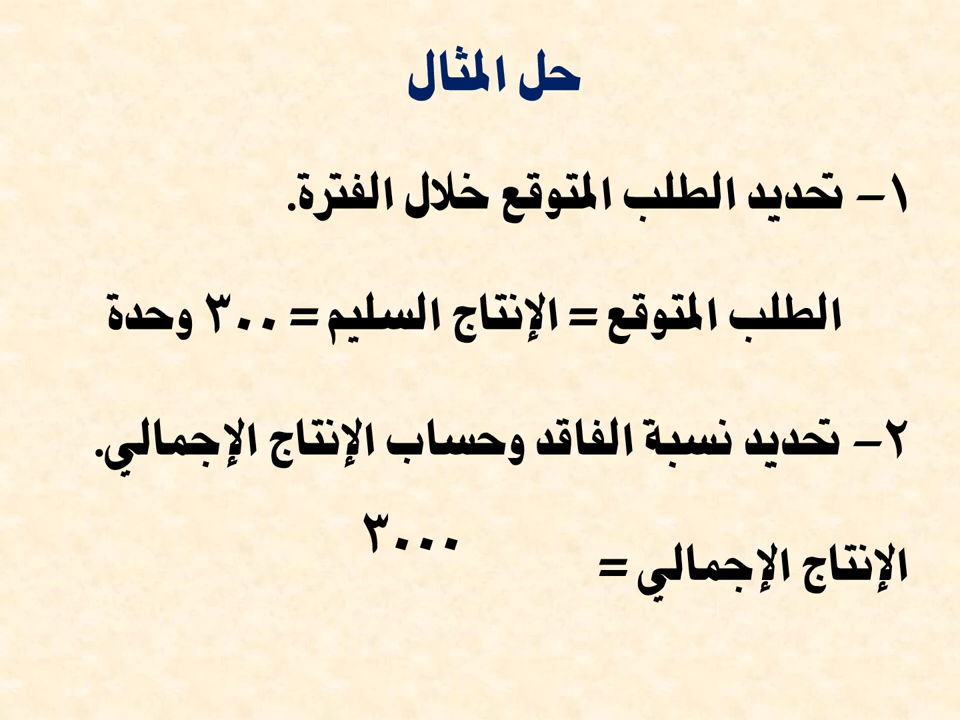 حل المثال
١- تحديد الطلب المتوقع خلال الفترة.
الطلب المتوقع = الإنتاج السليم = ٣٠٠ وحدة
٢- تحديد نسبة الفاقد وحساب الإنتاج الإجمالي.
٣٠٠٠
الإنتاج الإجمالي =